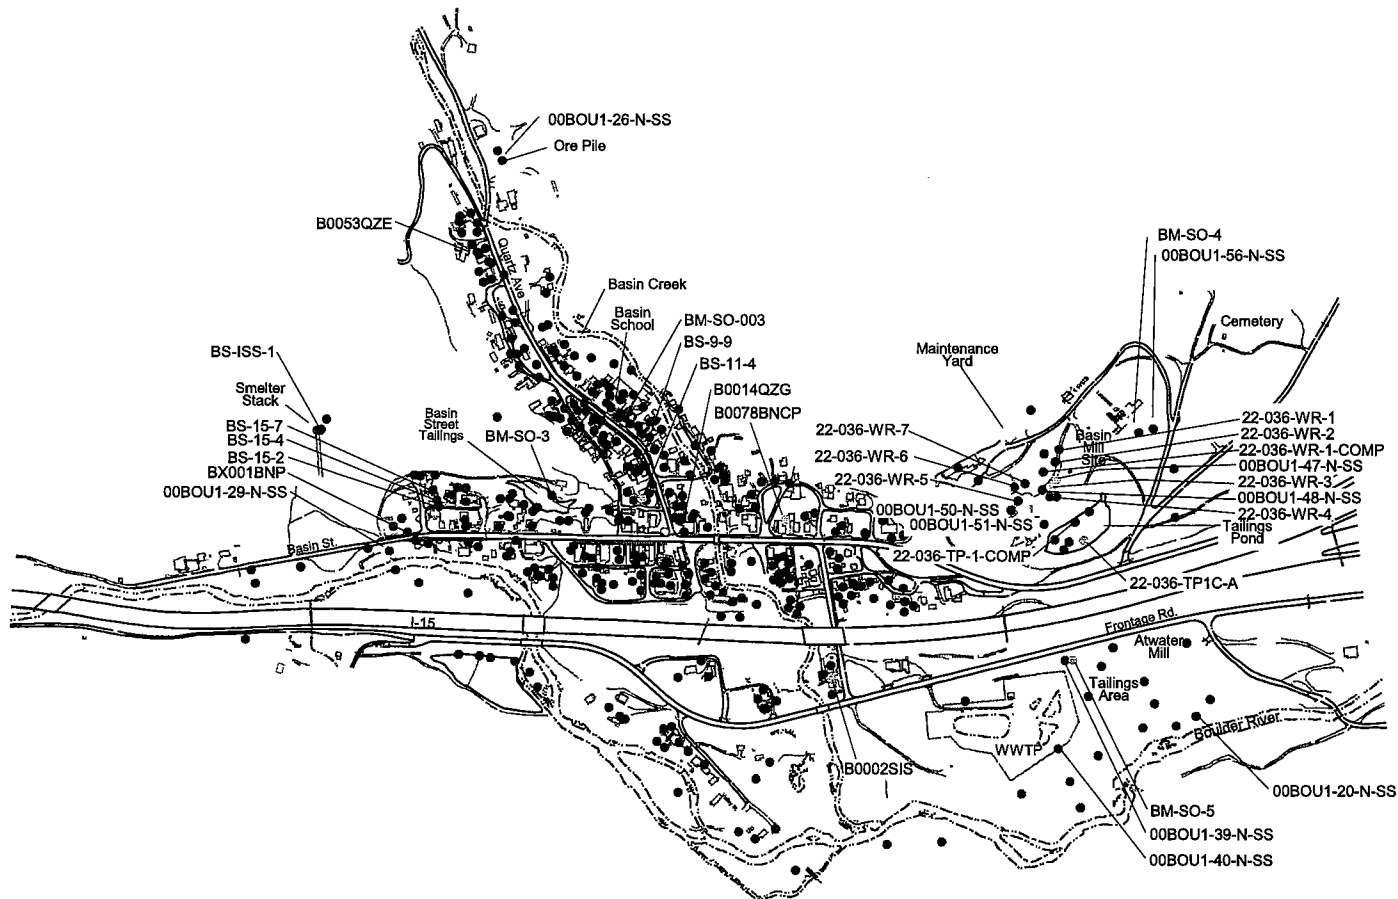 00BOU1-26-N-SS
Ore Pile
B0053QZE
Quartz Ave
BM-SO-4
00BOU1-56-N-SS
Basin Creek
Basin
School
BM-SO-003
BS-9-9
BS-11-4
B0014QZG
B0078BNCP
Cemetery
Maintenance
Yard
BS-ISS-1
Smelter
Stack
BS-15-7
BS-15-4
BS-15-2
BX001BNP
00BOU1-29-N-SS
Basin
Street
Tailings
BM-SO-3
22-036-WR-7
22-036-WR-6
22-036-WR-5
00BOU1-50-N-SS
00BOU1-51-N-SS
22-036-TP-1-COMP
Basin
Mill
Site
22-036-WR-1
22-036-WR-2
22-036-WR-1-COMP
00BOU1-47-N-SS
22-036-WR-3
00BOU1-48-N-SS
22-036-WR-4
Tailings
Pond
22-036-TP1C-A
Basin St.
I-15
Frontage Rd.
Atwater
Mill
Tailings
Area
Boulder River
WWTP
B0002SIS
00BOU1-20-N-SS
BM-SO-5
00BOU1-39-N-SS
00BOU1-40-N-SS